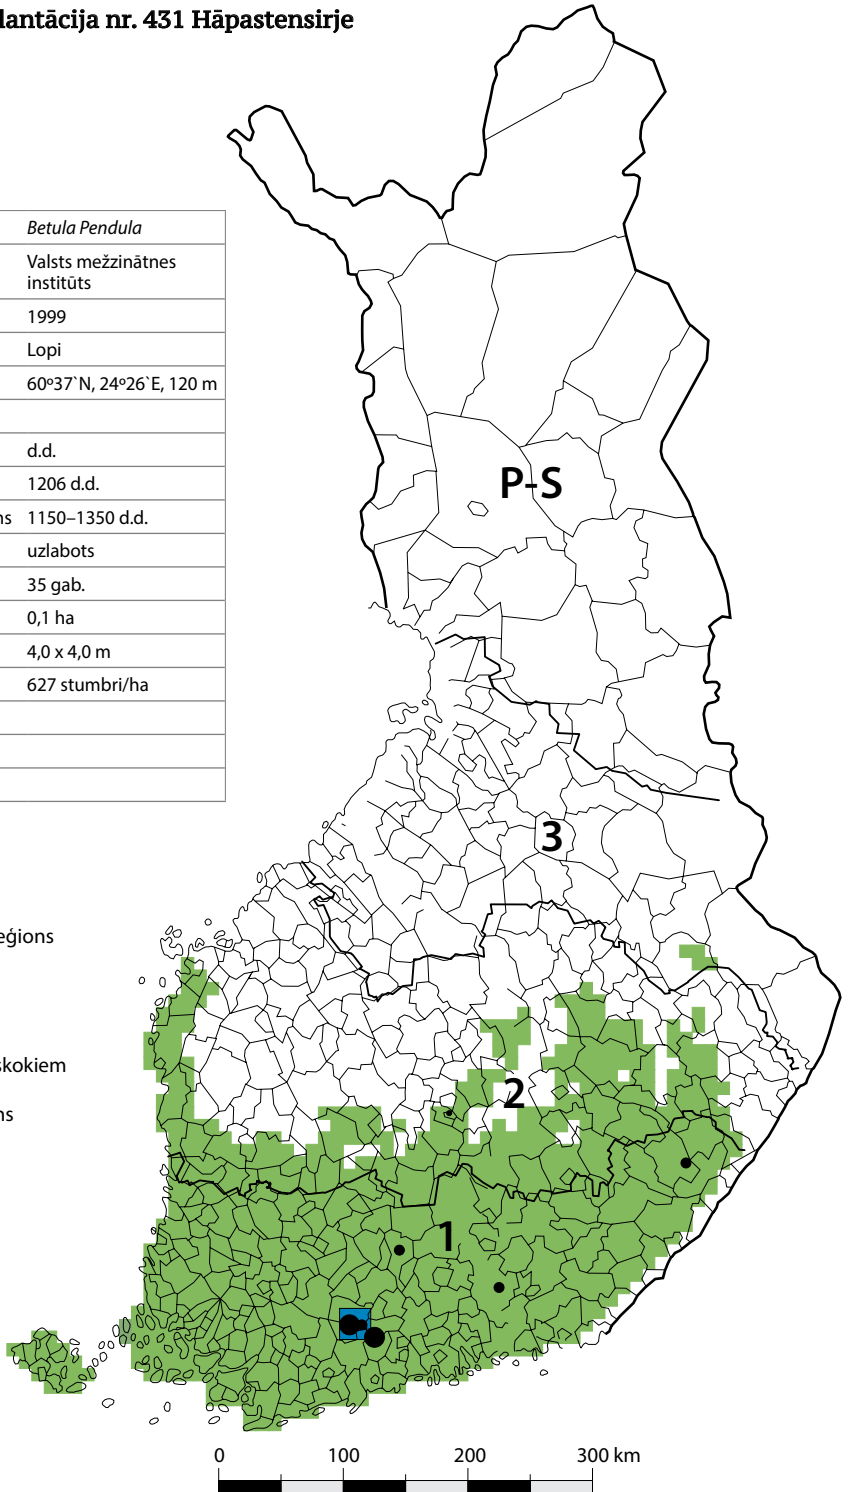 lantācija nr. 431 Hāpastensirje
Betula Pendula
Valsts mežzinātnes
institūts
1999
Lopi
60º37`N, 24º26`E, 120 m
d.d.
1206 d.d.
ns 1150–1350 d.d.
uzlabots
35 gab.
0,1 ha
4,0 x 4,0 m
627 stumbri/ha
P-S
3
eģions
skokiem
2
ns
1
0 100 200 300 km